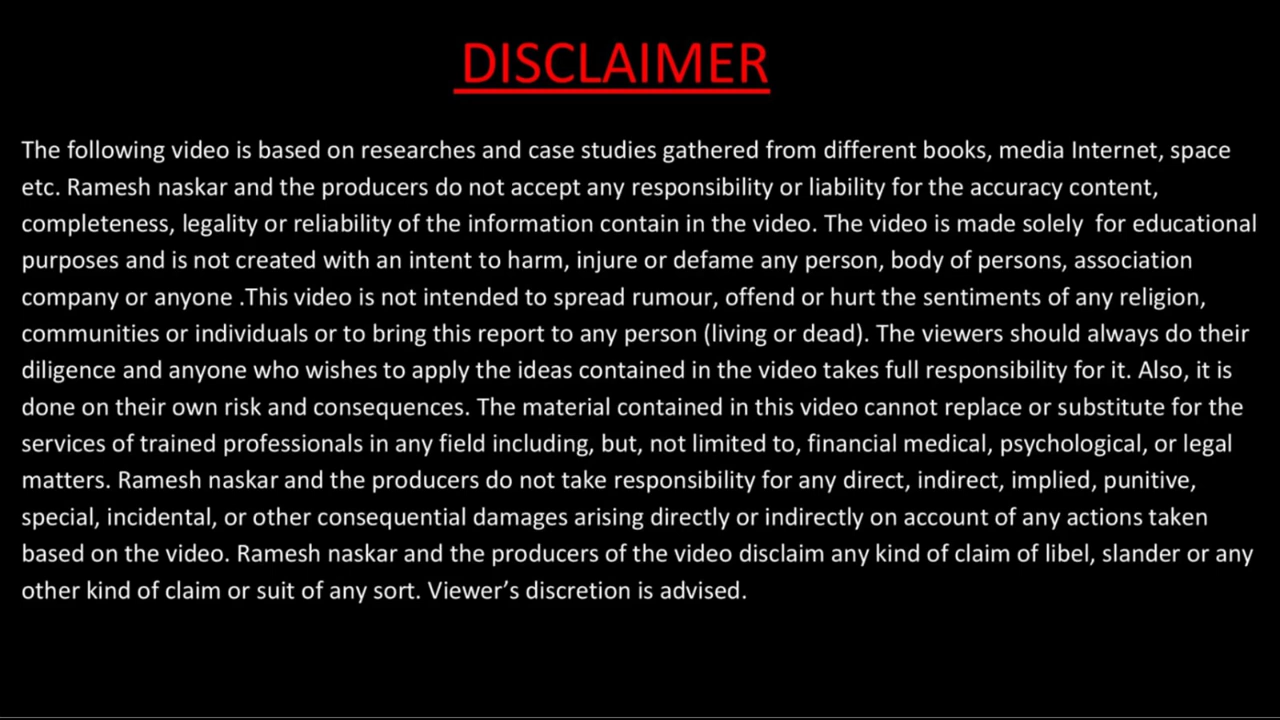 DISCLAIMER
The following video is based on researches and case studies gathered from different books, media Internet, space
etc. Ramesh naskar and the producers do not accept any responsibility or liability for the accuracy content,
completeness, legality or reliability of the information contain in the video. The video is made solely  for educational
purposes and is not created with an intent to harm, injure or defame any person, body of persons, association
company or anyone .This video is not intended to spread rumour, offend or hurt the sentiments of any religion,
communities or individuals or to bring this report to any person (living or dead). The viewers should always do their
diligence and anyone who wishes to apply the ideas contained in the video takes full responsibility for it. Also, it is
done on their own risk and consequences. The material contained in this video cannot replace or substitute for the
services of trained professionals in any field including, but, not limited to, financial medical, psychological, or legal
matters. Ramesh naskar and the producers do not take responsibility for any direct, indirect, implied, punitive,
special, incidental, or other consequential damages arising directly or indirectly on account of any actions taken
based on the video. Ramesh naskar and the producers of the video disclaim any kind of claim of libel, slander or any
other kind of claim or suit of any sort. Viewer’s discretion is advised.